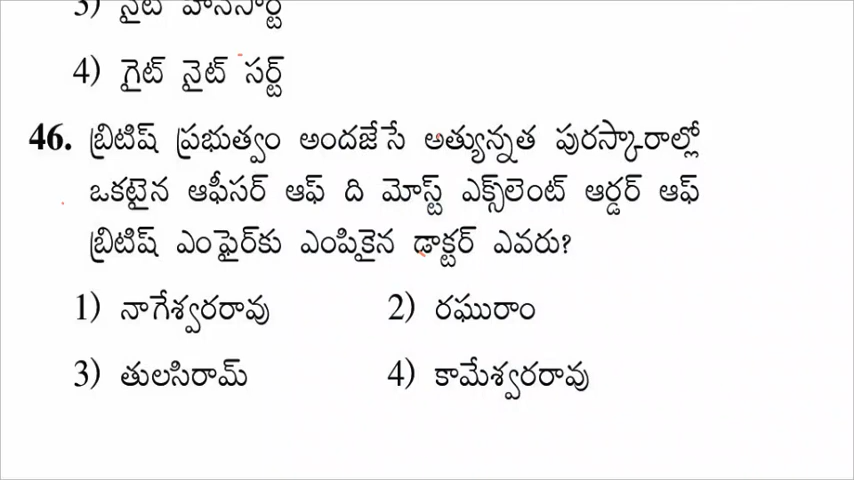 3) నైట్ హానెస్టార్ట్
4) గైట్ నైట్ సర్ట్
46. బ్రిటిష్ ప్రభుత్వం అందజేసే అత్యున్నత పురస్కారాల్లో
ఒకటైన ఆఫీసర్ ఆఫ్ ది మోస్ట్ ఎక్స్‌లెంట్ ఆర్డర్ ఆఫ్
బ్రిటిష్ ఎంఫైర్‌కు ఎంపికైన డాక్టర్ ఎవరు?
1) నాగేశ్వరరావు 2) రఘురాం
3) తులసిరామ్ 4) కామేశ్వరరావు